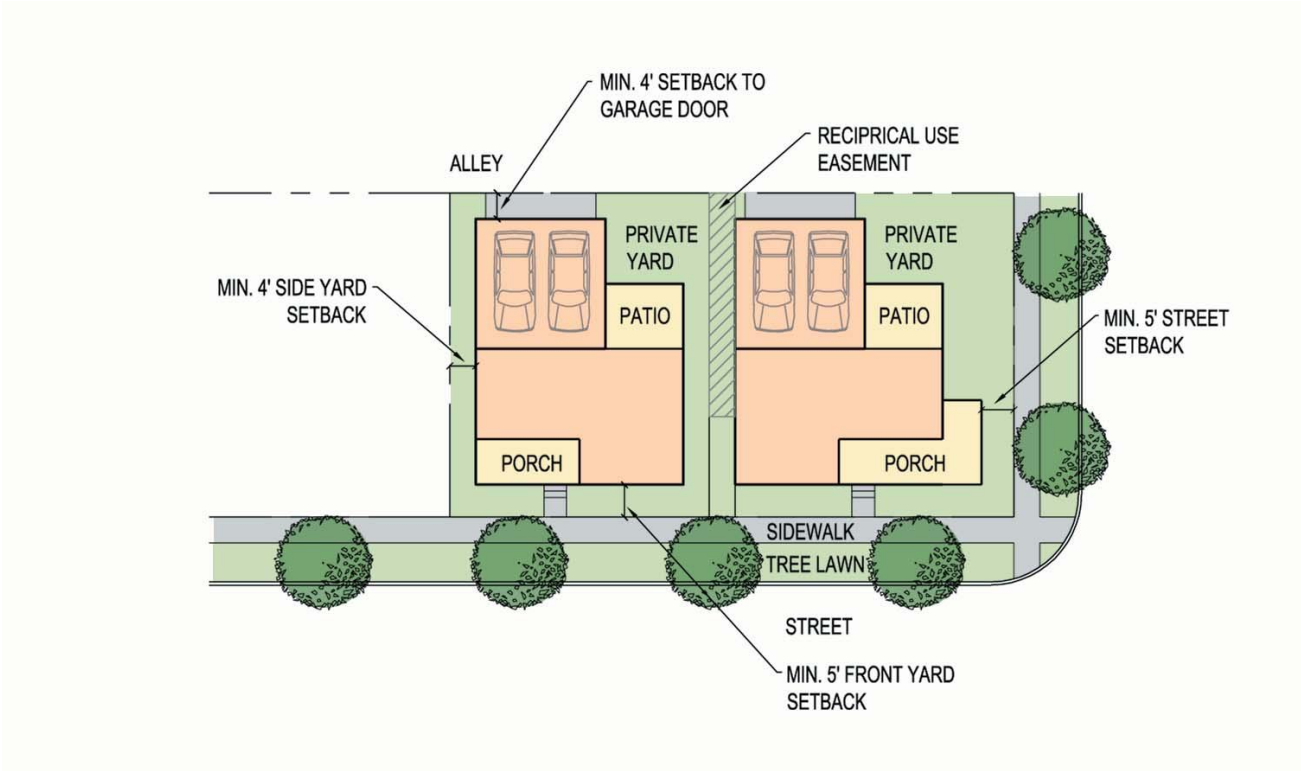 MIN. 4' SETBACK TO
GARAGE DOOR
RECIPRICAL USE
EASEMENT
ALLEY
PRIVATE
YARD
PRIVATE
YARD
MIN. 4' SIDE YARD
SETBACK
PATIO
PATIO
MIN. 5' STREET
SETBACK
PORCH
PORCH
SIDEWALK
TREE LAWN
STREET
MIN. 5' FRONT YARD
SETBACK